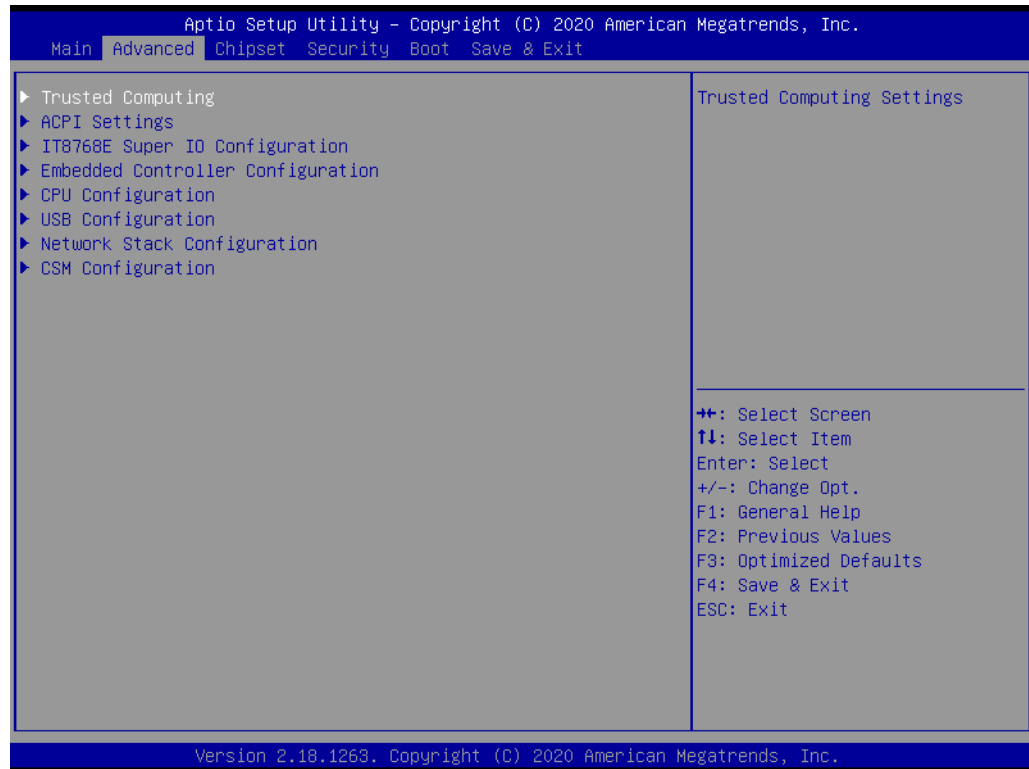 Aptio Setup Utility – Copyright (C) 2020 American Megatrends, Inc.
Main Advanced Chipset Security Boot Save & Exit
▶ Trusted Computing
▶ ACPI Settings
▶ IT8768E Super IO Configuration
▶ Embedded Controller Configuration
▶ CPU Configuration
▶ USB Configuration
▶ Network Stack Configuration
▶ CSM Configuration
Trusted Computing Settings
→←: Select Screen
↑↓: Select Item
Enter: Select
+/-: Change Opt.
F1: General Help
F2: Previous Values
F3: Optimized Defaults
F4: Save & Exit
ESC: Exit
Version 2.18.1263. Copyright (C) 2020 American Megatrends, Inc.